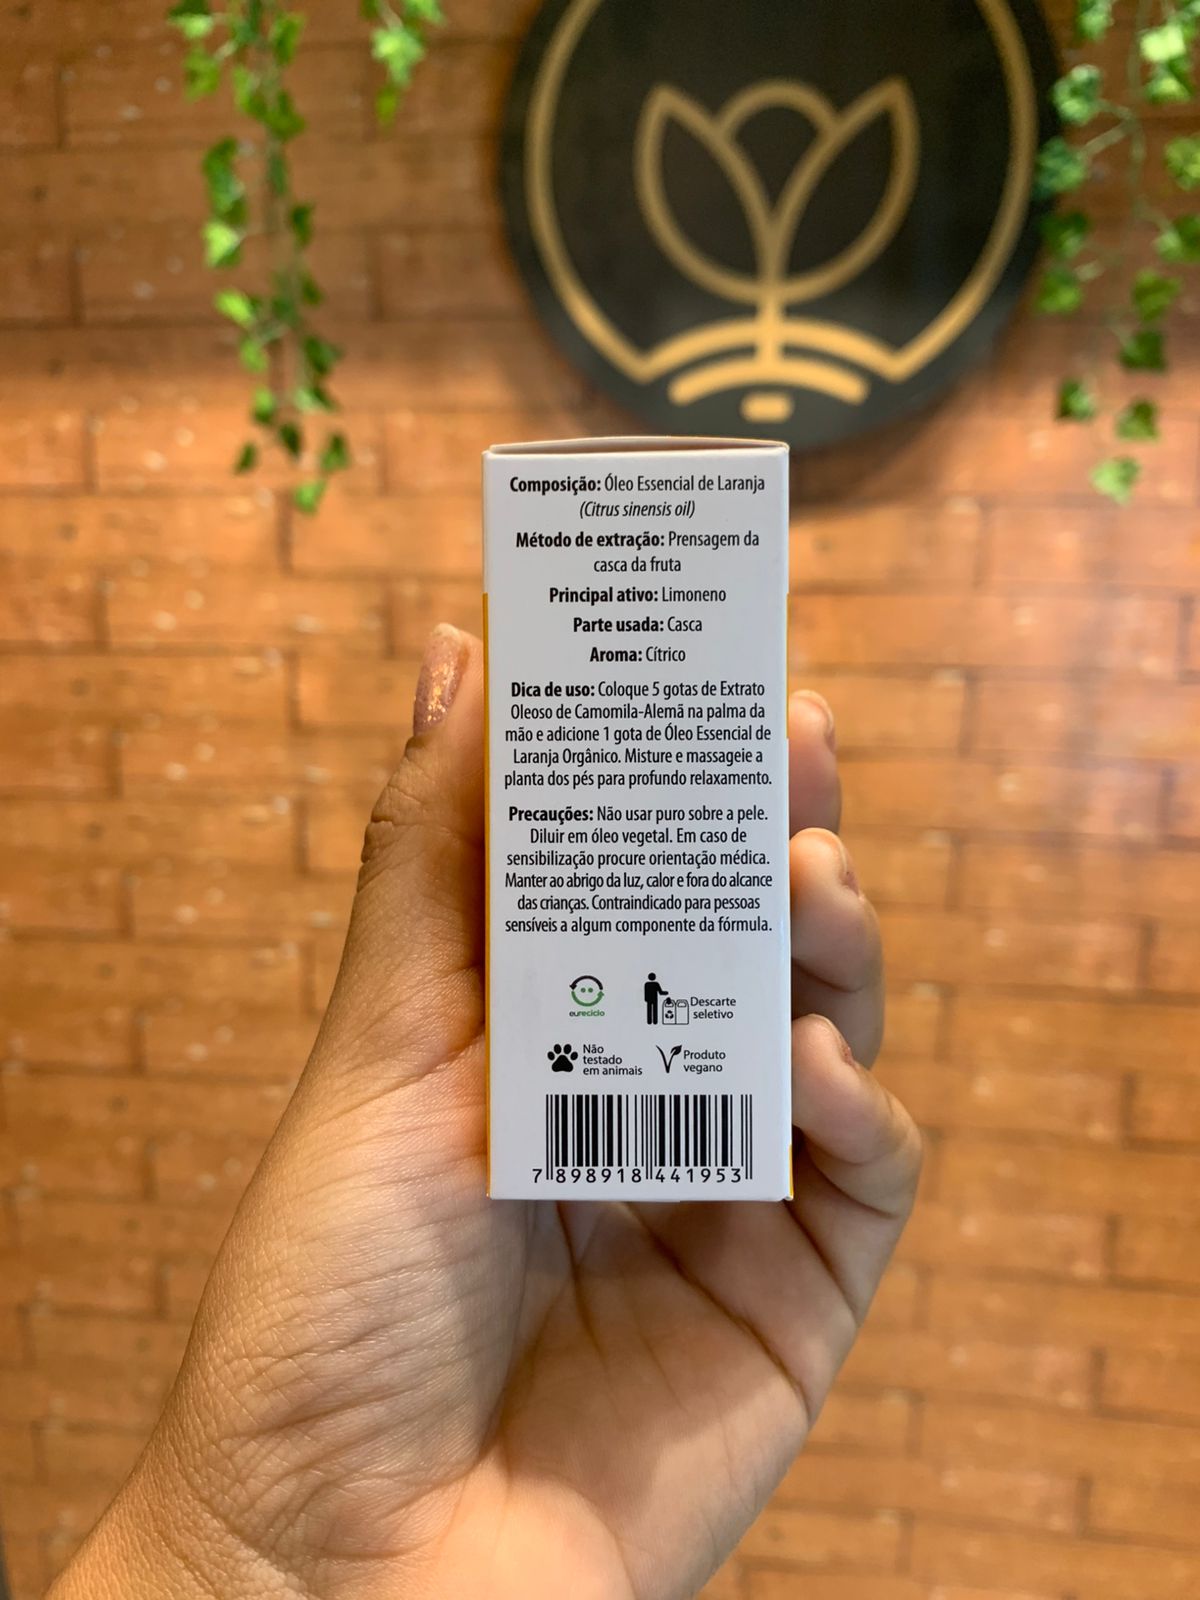 Composição: Óleo Essencial de Laranja
(Citrus sinensis oil)
Método de extração: Prensagem da
casca da fruta
Principal ativo: Limoneno
Parte usada: Casca
Aroma: Cítrico
Dica de uso: Coloque 5 gotas de Extrato
Oleoso de Camomila-Alemã na palma da
mão e adicione 1 gota de Óleo Essencial de
Laranja Orgânico. Misture e massageie a
planta dos pés para profundo relaxamento.
Precauções: Não usar puro sobre a pele.
Diluir em óleo vegetal. Em caso de
sensibilização procure orientação médica.
Manter ao abrigo da luz, calor e fora do alcance
das crianças. Contraindicado para pessoas
sensíveis a algum componente da fórmula.
eureciclo
Descarte
seletivo
Não
testado
em animais
Produto
vegano
7 898918 441953